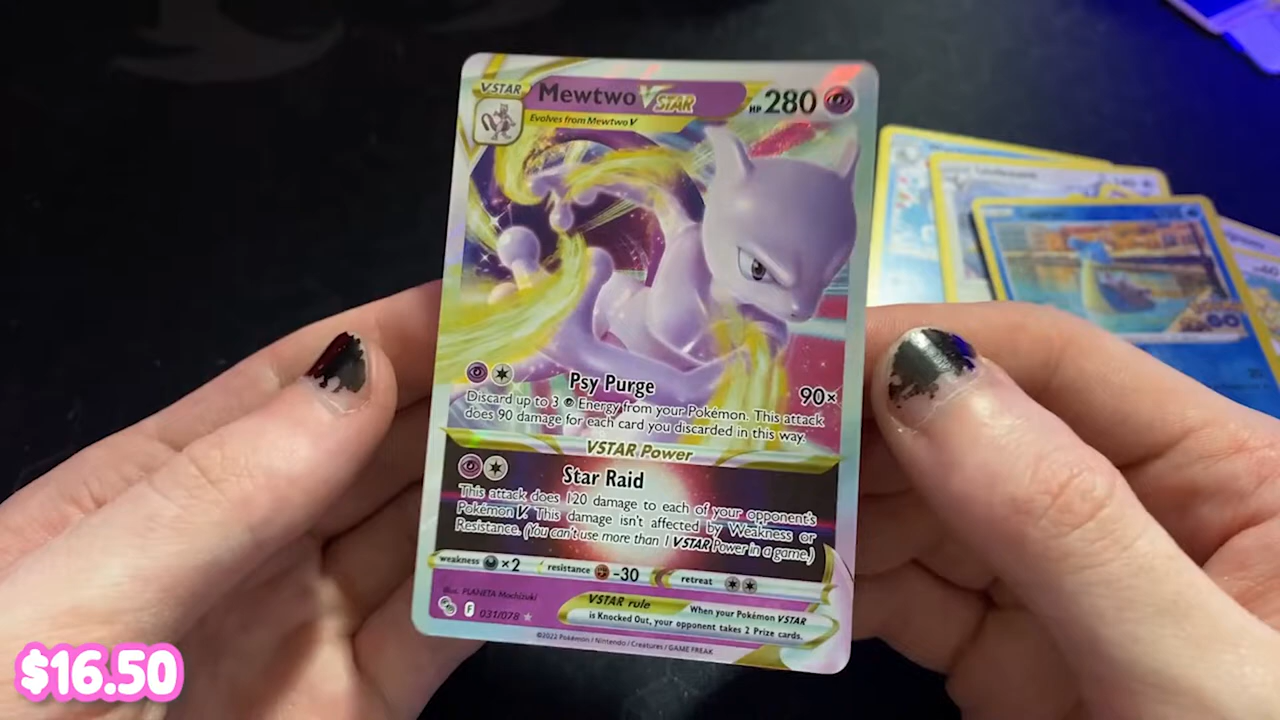 VSTAR Mewtwo VSTAR HP 280
Evolves from Mewtwo V
Psy Purge 90×
Discard up to 3 Energy from your Pokémon. This attack
does 90 damage for each card you discarded in this way.
VSTAR Power
Star Raid
This attack does 120 damage to each of your opponent's
Pokémon V. This damage isn't affected by Weakness or
Resistance. (You can't use more than 1 VSTAR Power in a game.)
weakness ×2 resistance -30 retreat
Illus. PLANETA Mochizuki
VSTAR rule When your Pokémon VSTAR
is Knocked Out, your opponent takes 2 Prize cards.
F 031/078
©2022 Pokémon / Nintendo / Creatures / GAME FREAK
GO
$16.50